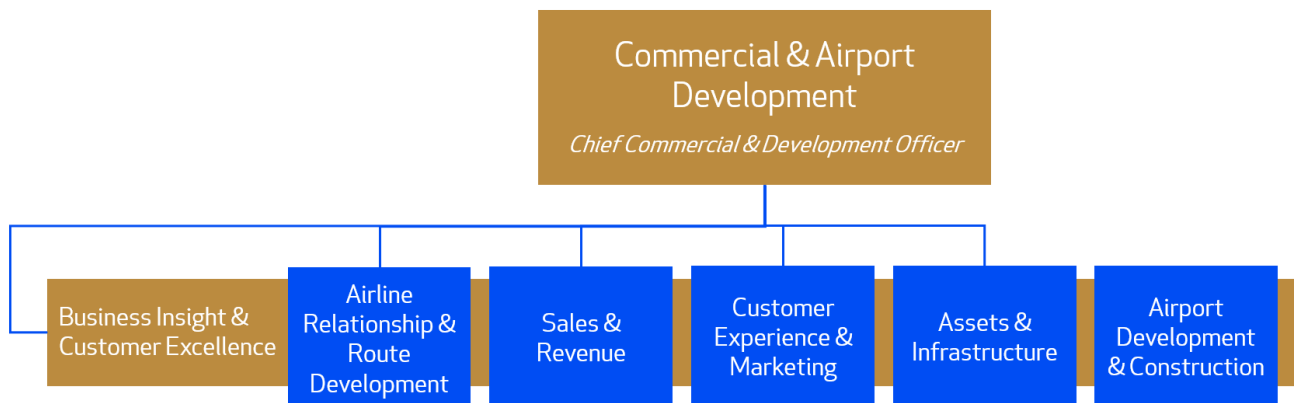 Commercial & Airport
Development
Chief Commercial & Development Officer
Business Insight &
Customer Excellence
Airline
Relationship &
Route
Development
Sales &
Revenue
Customer
Experience &
Marketing
Assets &
Infrastructure
Airport
Development
& Construction